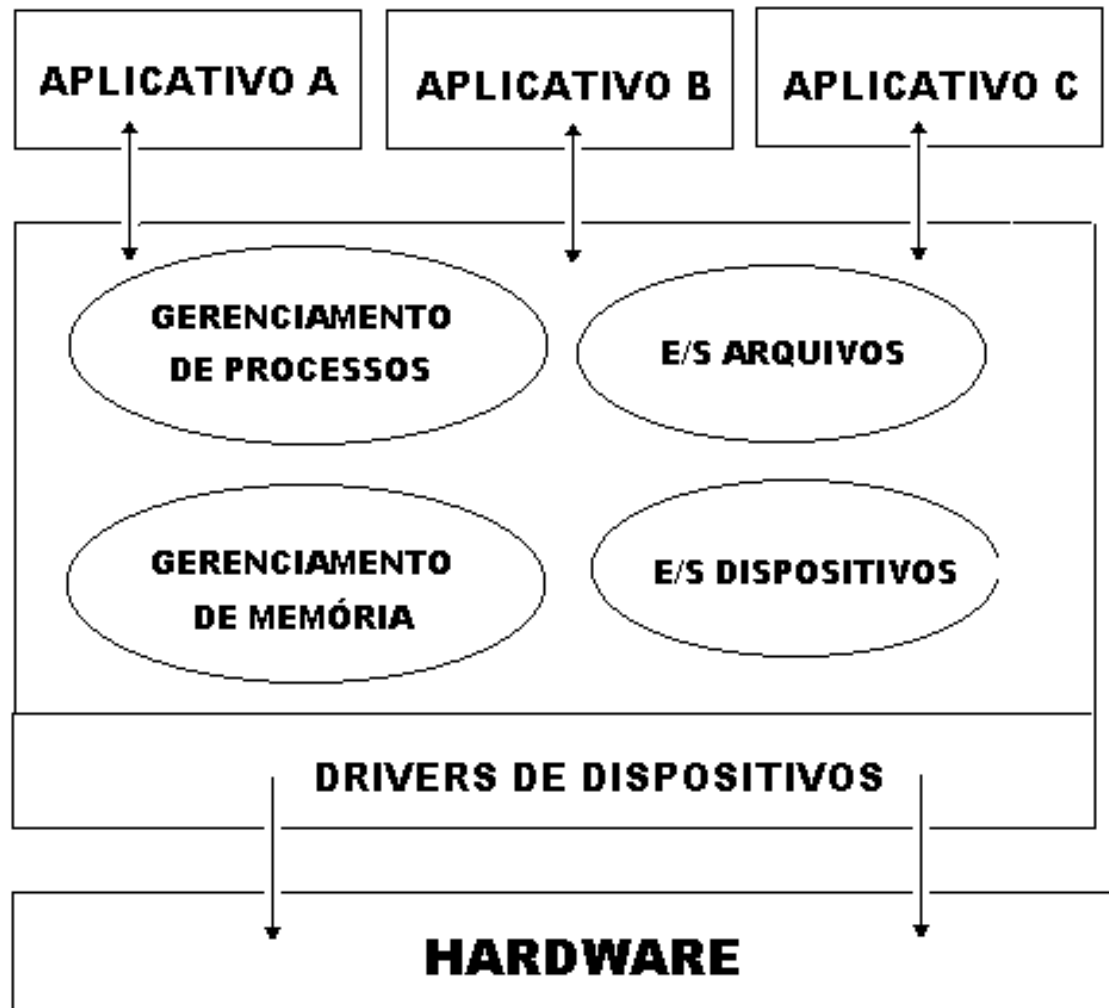 APLICATIVO A
APLICATIVO B
APLICATIVO C
GERENCIAMENTO
DE PROCESSOS
E/S ARQUIVOS
GERENCIAMENTO
DE MEMÓRIA
E/S DISPOSITIVOS
DRIVERS DE DISPOSITIVOS
HARDWARE